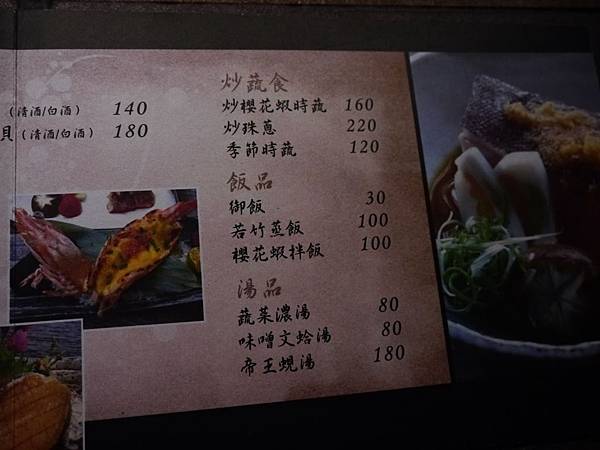 (清酒/白酒) 140
貝(清酒/白酒) 180
炒蔬食
炒櫻花蝦時蔬 160
炒珠蔥 220
季節時蔬 120
飯品
御飯 30
若竹蒸飯 100
櫻花蝦拌飯 100
湯品
蔬菜濃湯 80
味噌文蛤湯 80
帝王蜆湯 180